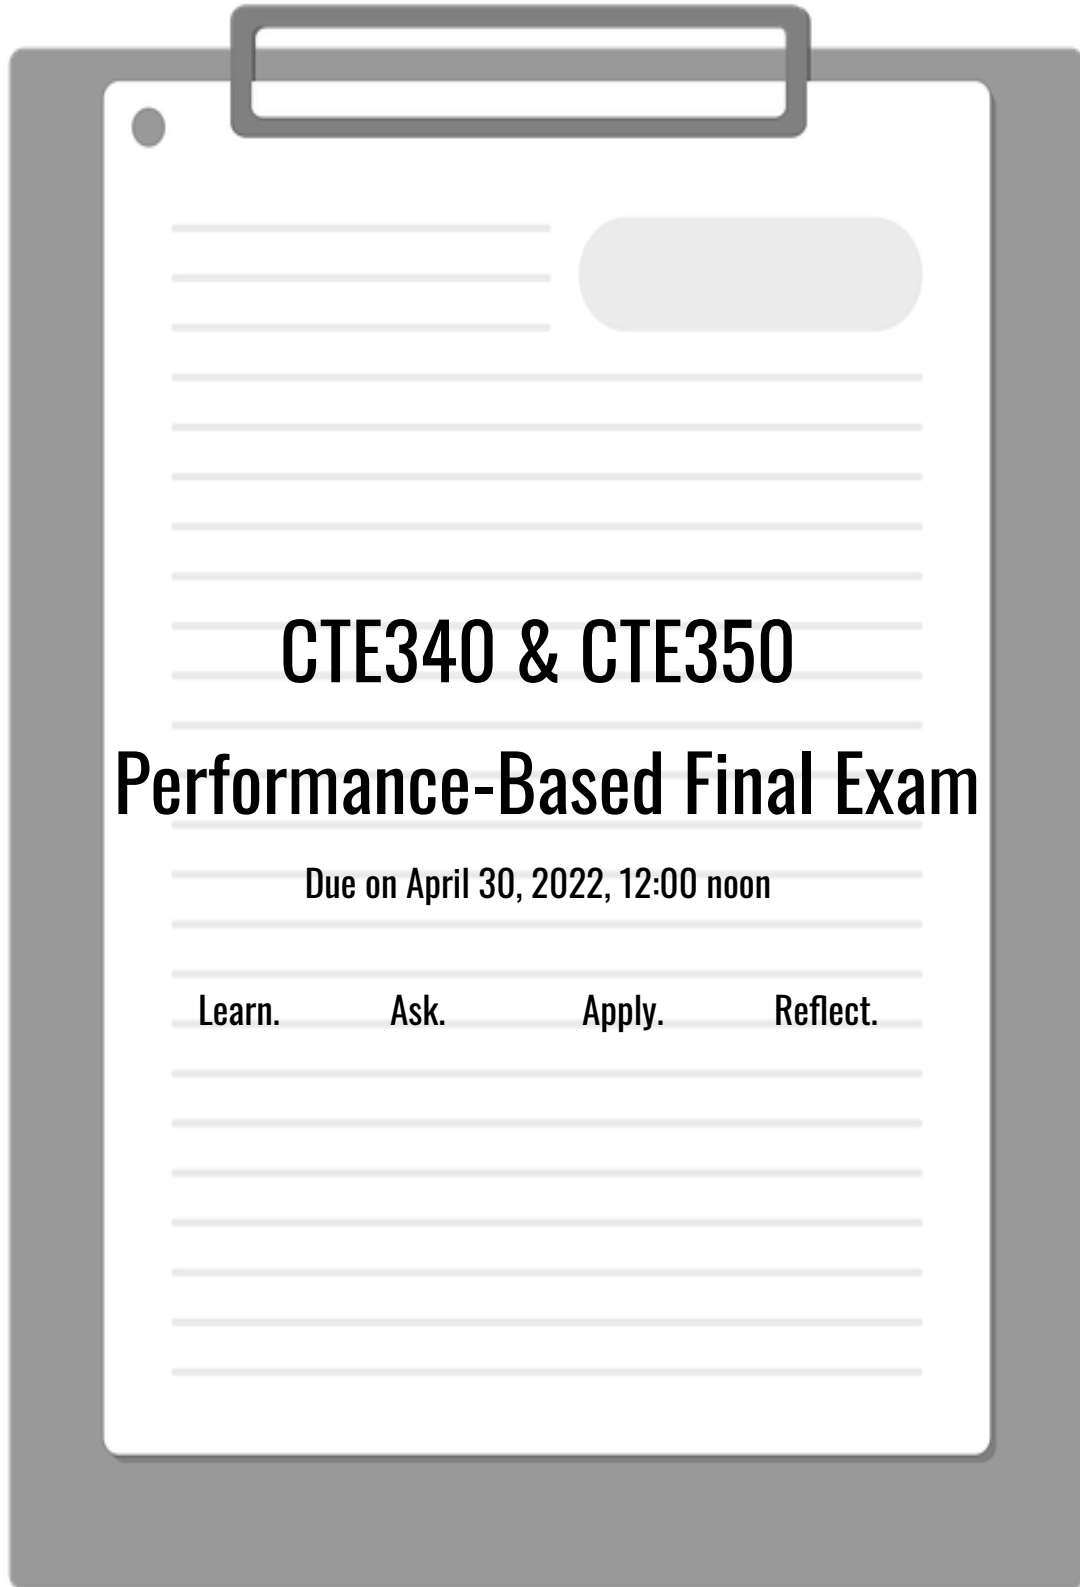 CTE340 & CTE350
Performance-Based Final Exam
Due on April 30, 2022, 12:00 noon
Learn. Ask. Apply. Reflect.